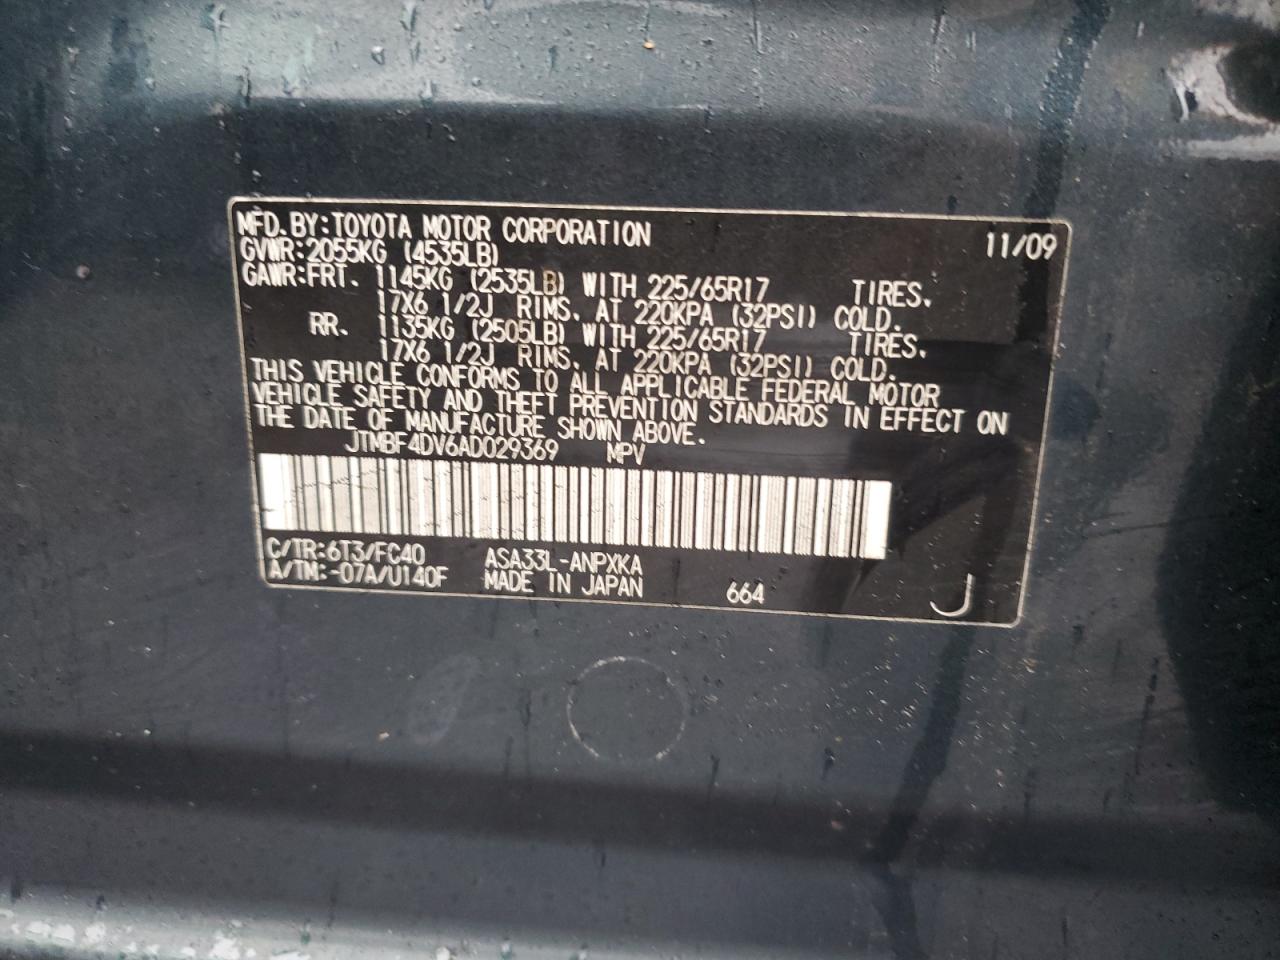 MFD. BY: TOYOTA MOTOR CORPORATION 11/09
GVWR: 2055KG (4535LB)
GAWR: FRT. 1145KG (2535LB) WITH 225/65R17 TIRES.
17X6 1/2J RIMS. AT 220KPA (32PSI) COLD.
RR. 1135KG (2505LB) WITH 225/65R17 TIRES.
17X6 1/2J RIMS. AT 220KPA (32PSI) COLD.
THIS VEHICLE CONFORMS TO ALL APPLICABLE FEDERAL MOTOR
VEHICLE SAFETY AND THEFT PREVENTION STANDARDS IN EFFECT ON
THE DATE OF MANUFACTURE SHOWN ABOVE.
JTMBF4DV6AD029369 MPV
C/TR: 6T3/FC40 ASA33L-ANPXKA
A/TM: -07A/U140F MADE IN JAPAN 664 J